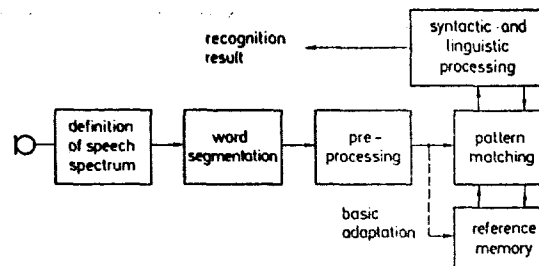 syntactic and
linguistic
processing
recognition
result
definition
of speech
spectrum
word
segmentation
pre-
processing
pattern
matching
basic
adaptation
reference
memory